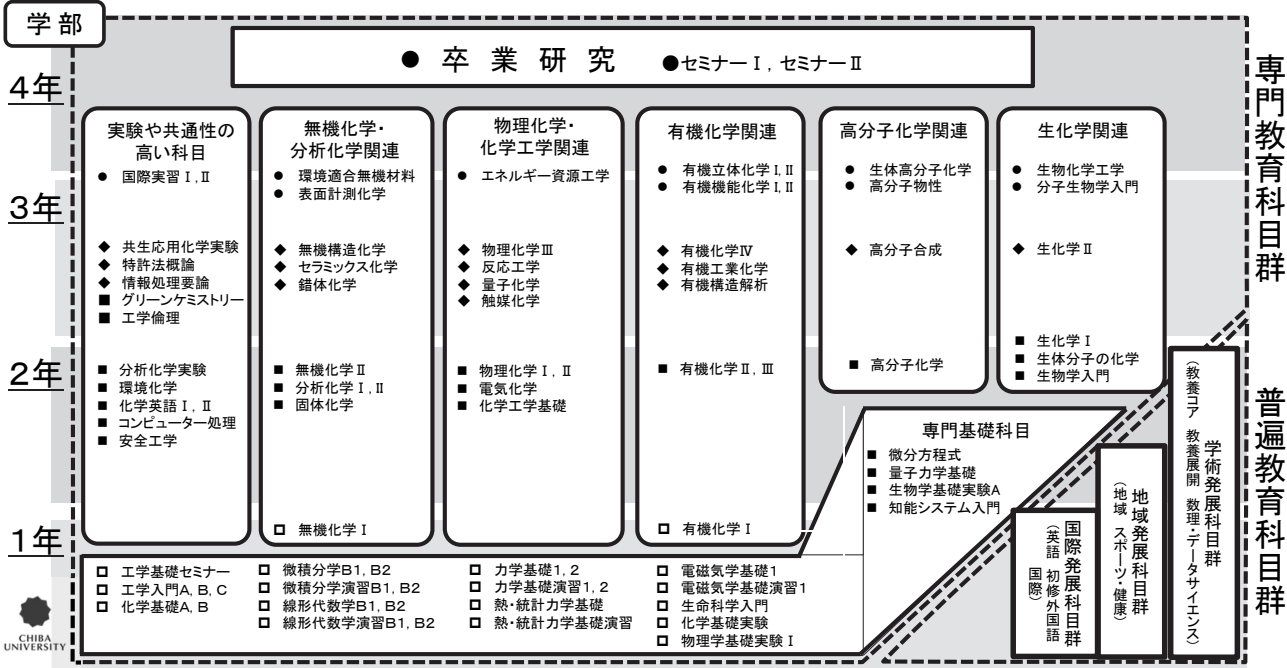 学部
● 卒業研究 ●セミナーⅠ, セミナーⅡ
4年
3年
2年
1年
実験や共通性の
高い科目
● 国際実習Ⅰ,Ⅱ
◆ 共生応用化学実験
◆ 特許法概論
◆ 情報処理要論
■ グリーンケミストリー
■ 工学倫理
■ 分析化学実験
■ 環境化学
■ 化学英語Ⅰ, Ⅱ
■ コンピューター処理
■ 安全工学
無機化学・
分析化学関連
● 環境適合無機材料
● 表面計測化学
◆ 無機構造化学
◆ セラミックス化学
◆ 錯体化学
■ 無機化学Ⅱ
■ 分析化学Ⅰ,Ⅱ
■ 固体化学
□ 無機化学Ⅰ
物理化学・
化学工学関連
● エネルギー資源工学
◆ 物理化学Ⅲ
◆ 反応工学
◆ 量子化学
◆ 触媒化学
■ 物理化学Ⅰ, Ⅱ
■ 電気化学
■ 化学工学基礎
有機化学関連
● 有機立体化学Ⅰ,Ⅱ
● 有機機能化学Ⅰ,Ⅱ
◆ 有機化学Ⅳ
◆ 有機工業化学
◆ 有機構造解析
■ 有機化学Ⅱ, Ⅲ
□ 有機化学Ⅰ
高分子化学関連
● 生体高分子化学
● 高分子物性
◆ 高分子合成
■ 高分子化学
生化学関連
● 生物化学工学
● 分子生物学入門
◆ 生化学Ⅱ
■ 生化学Ⅰ
■ 生体分子の化学
■ 生物学入門
専門基礎科目
■ 微分方程式
■ 量子力学基礎
■ 生物学基礎実験A
■ 知能システム入門
□ 工学基礎セミナー
□ 工学入門A, B, C
□ 化学基礎A, B
□ 微積分学B1, B2
□ 微積分学演習B1, B2
□ 線形代数学B1, B2
□ 線形代数学演習B1, B2
□ 力学基礎1, 2
□ 力学基礎演習1, 2
□ 熱・統計力学基礎
□ 熱・統計力学基礎演習
□ 電磁気学基礎1
□ 電磁気学基礎演習1
□ 生命科学入門
□ 化学基礎実験
□ 物理学基礎実験Ⅰ
国際発展科目群
(英語 初修外国語
国際)
地域発展科目群
(地域 スポーツ・健康)
学術発展科目群
(教養コア 教養展開 数理・データサイエンス)
専門教育科目群
普遍教育科目群
CHIBA
UNIVERSITY